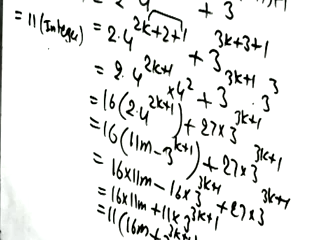 = 2.4^{2k+2+1} + 3^{3k+3+1}
= 11 (Integer)
= 2.4^{2k+1} × 4^2 + 3^{3k+1} . 3^3
= 16(2.4^{2k+1}) + 27×3^{3k+1}
= 16(11m - 3^{k+1}) + 27×3^{3k+1}
= 16×11m - 16×3^{3k+1} + 27×3^{3k+1}
= 16×11m + 11×3^{3k+1}
= 11(16m + 3^{3k+1}